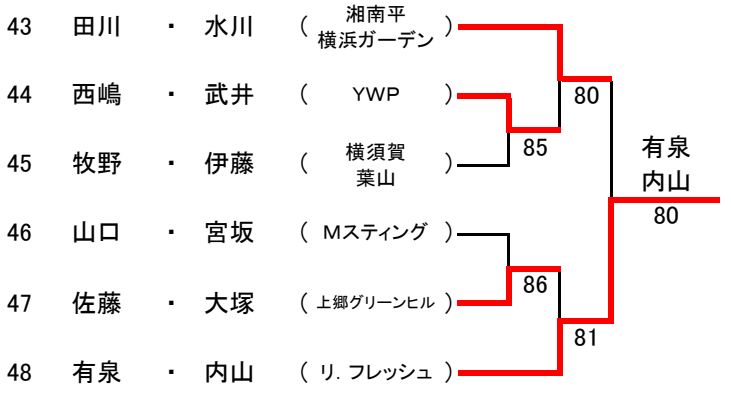 43 田川 ・ 水川 ( 湘南平 横浜ガーデン )
44 西嶋 ・ 武井 ( YWP )
80
45 牧野 ・ 伊藤 ( 横須賀 葉山 )
85
有泉
内山
80
46 山口 ・ 宮坂 ( Mスティング )
47 佐藤 ・ 大塚 ( 上郷グリーンヒル )
86
81
48 有泉 ・ 内山 ( リ．フレッシュ )